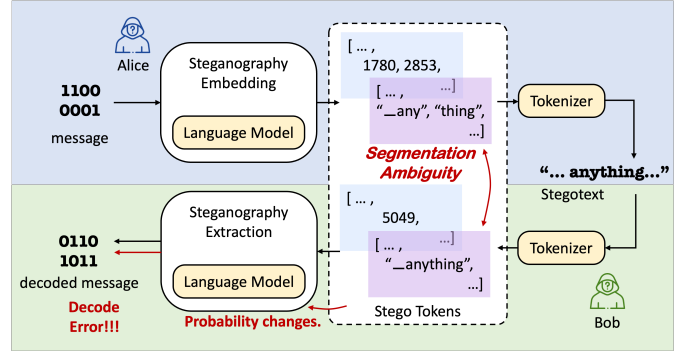 Alice
1100
0001
message
Steganography
Embedding
Language Model
[ … ,
1780, 2853,
…]
[ … ,
“_any”, “thing”,
…]
Segmentation
Ambiguity
Tokenizer
“… anything…”
Stegotext
0110
1011
decoded message
Decode
Error!!!
Steganography
Extraction
Language Model
Probability changes.
[ … ,
5049,
…]
[ … ,
“_anything”,
…]
Stego Tokens
Tokenizer
Bob